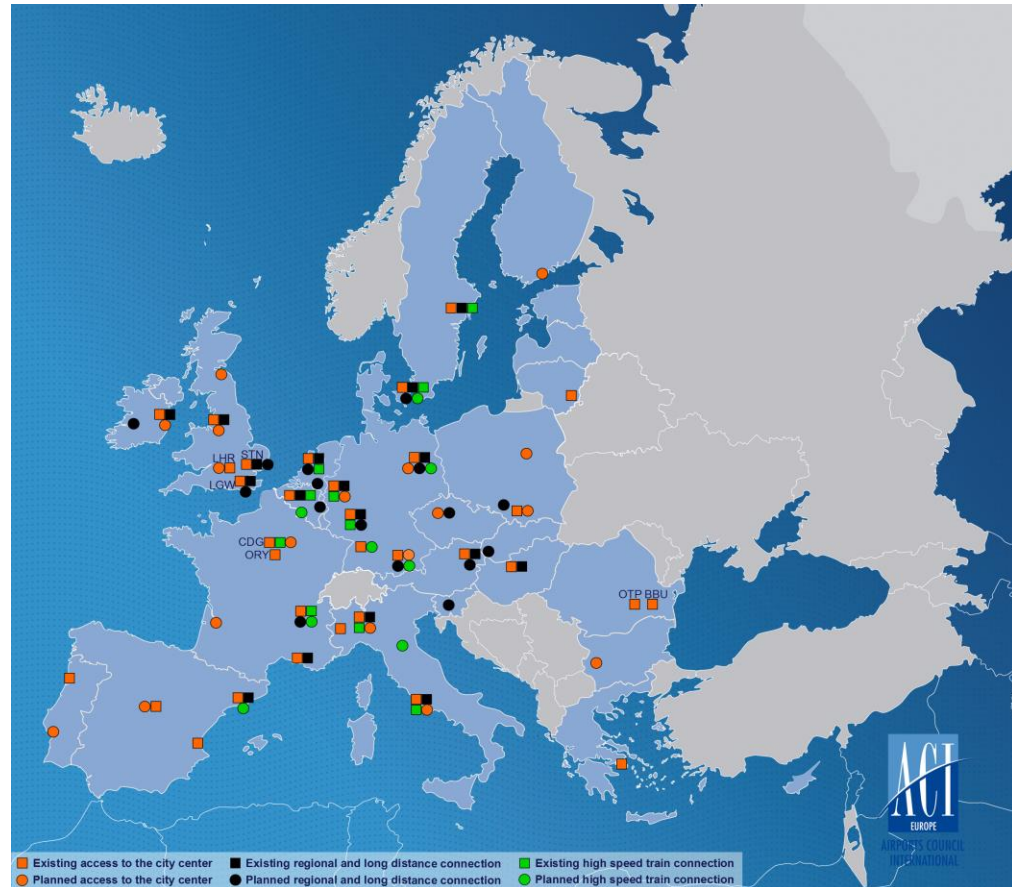 LHR STN
LGW
CDG
ORY
OTP BBU
ACI
EUROPE
AIRPORTS COUNCIL
INTERNATIONAL
Existing access to the city center
Existing regional and long distance connection
Existing high speed train connection
Planned access to the city center
Planned regional and long distance connection
Planned high speed train connection